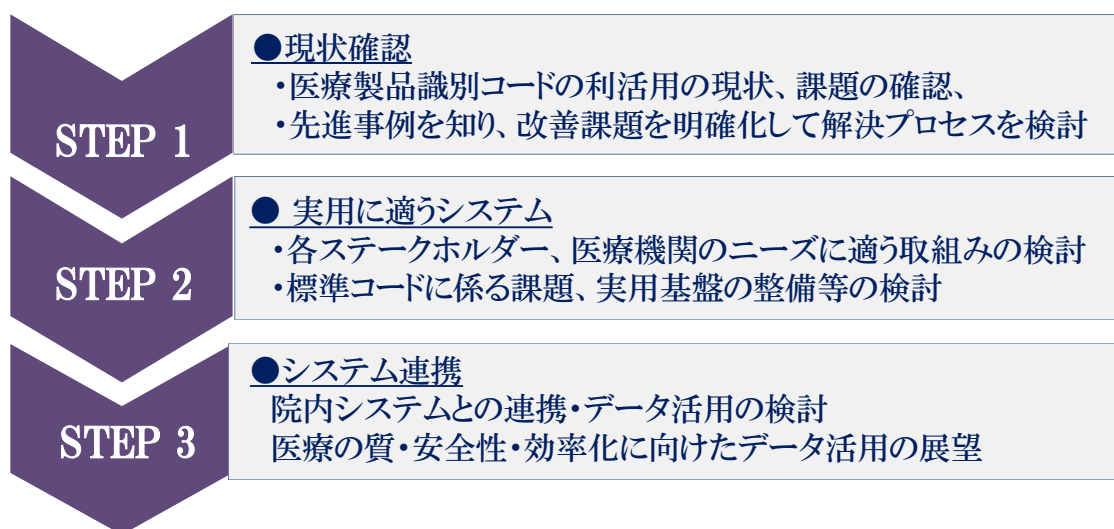 STEP 1
●現状確認
・医療製品識別コードの利活用の現状、課題の確認、
・先進事例を知り、改善課題を明確化して解決プロセスを検討
STEP 2
● 実用に適うシステム
・各ステークホルダー、医療機関のニーズに適う取組みの検討
・標準コードに係る課題、実用基盤の整備等の検討
STEP 3
●システム連携
院内システムとの連携・データ活用の検討
医療の質・安全性・効率化に向けたデータ活用の展望